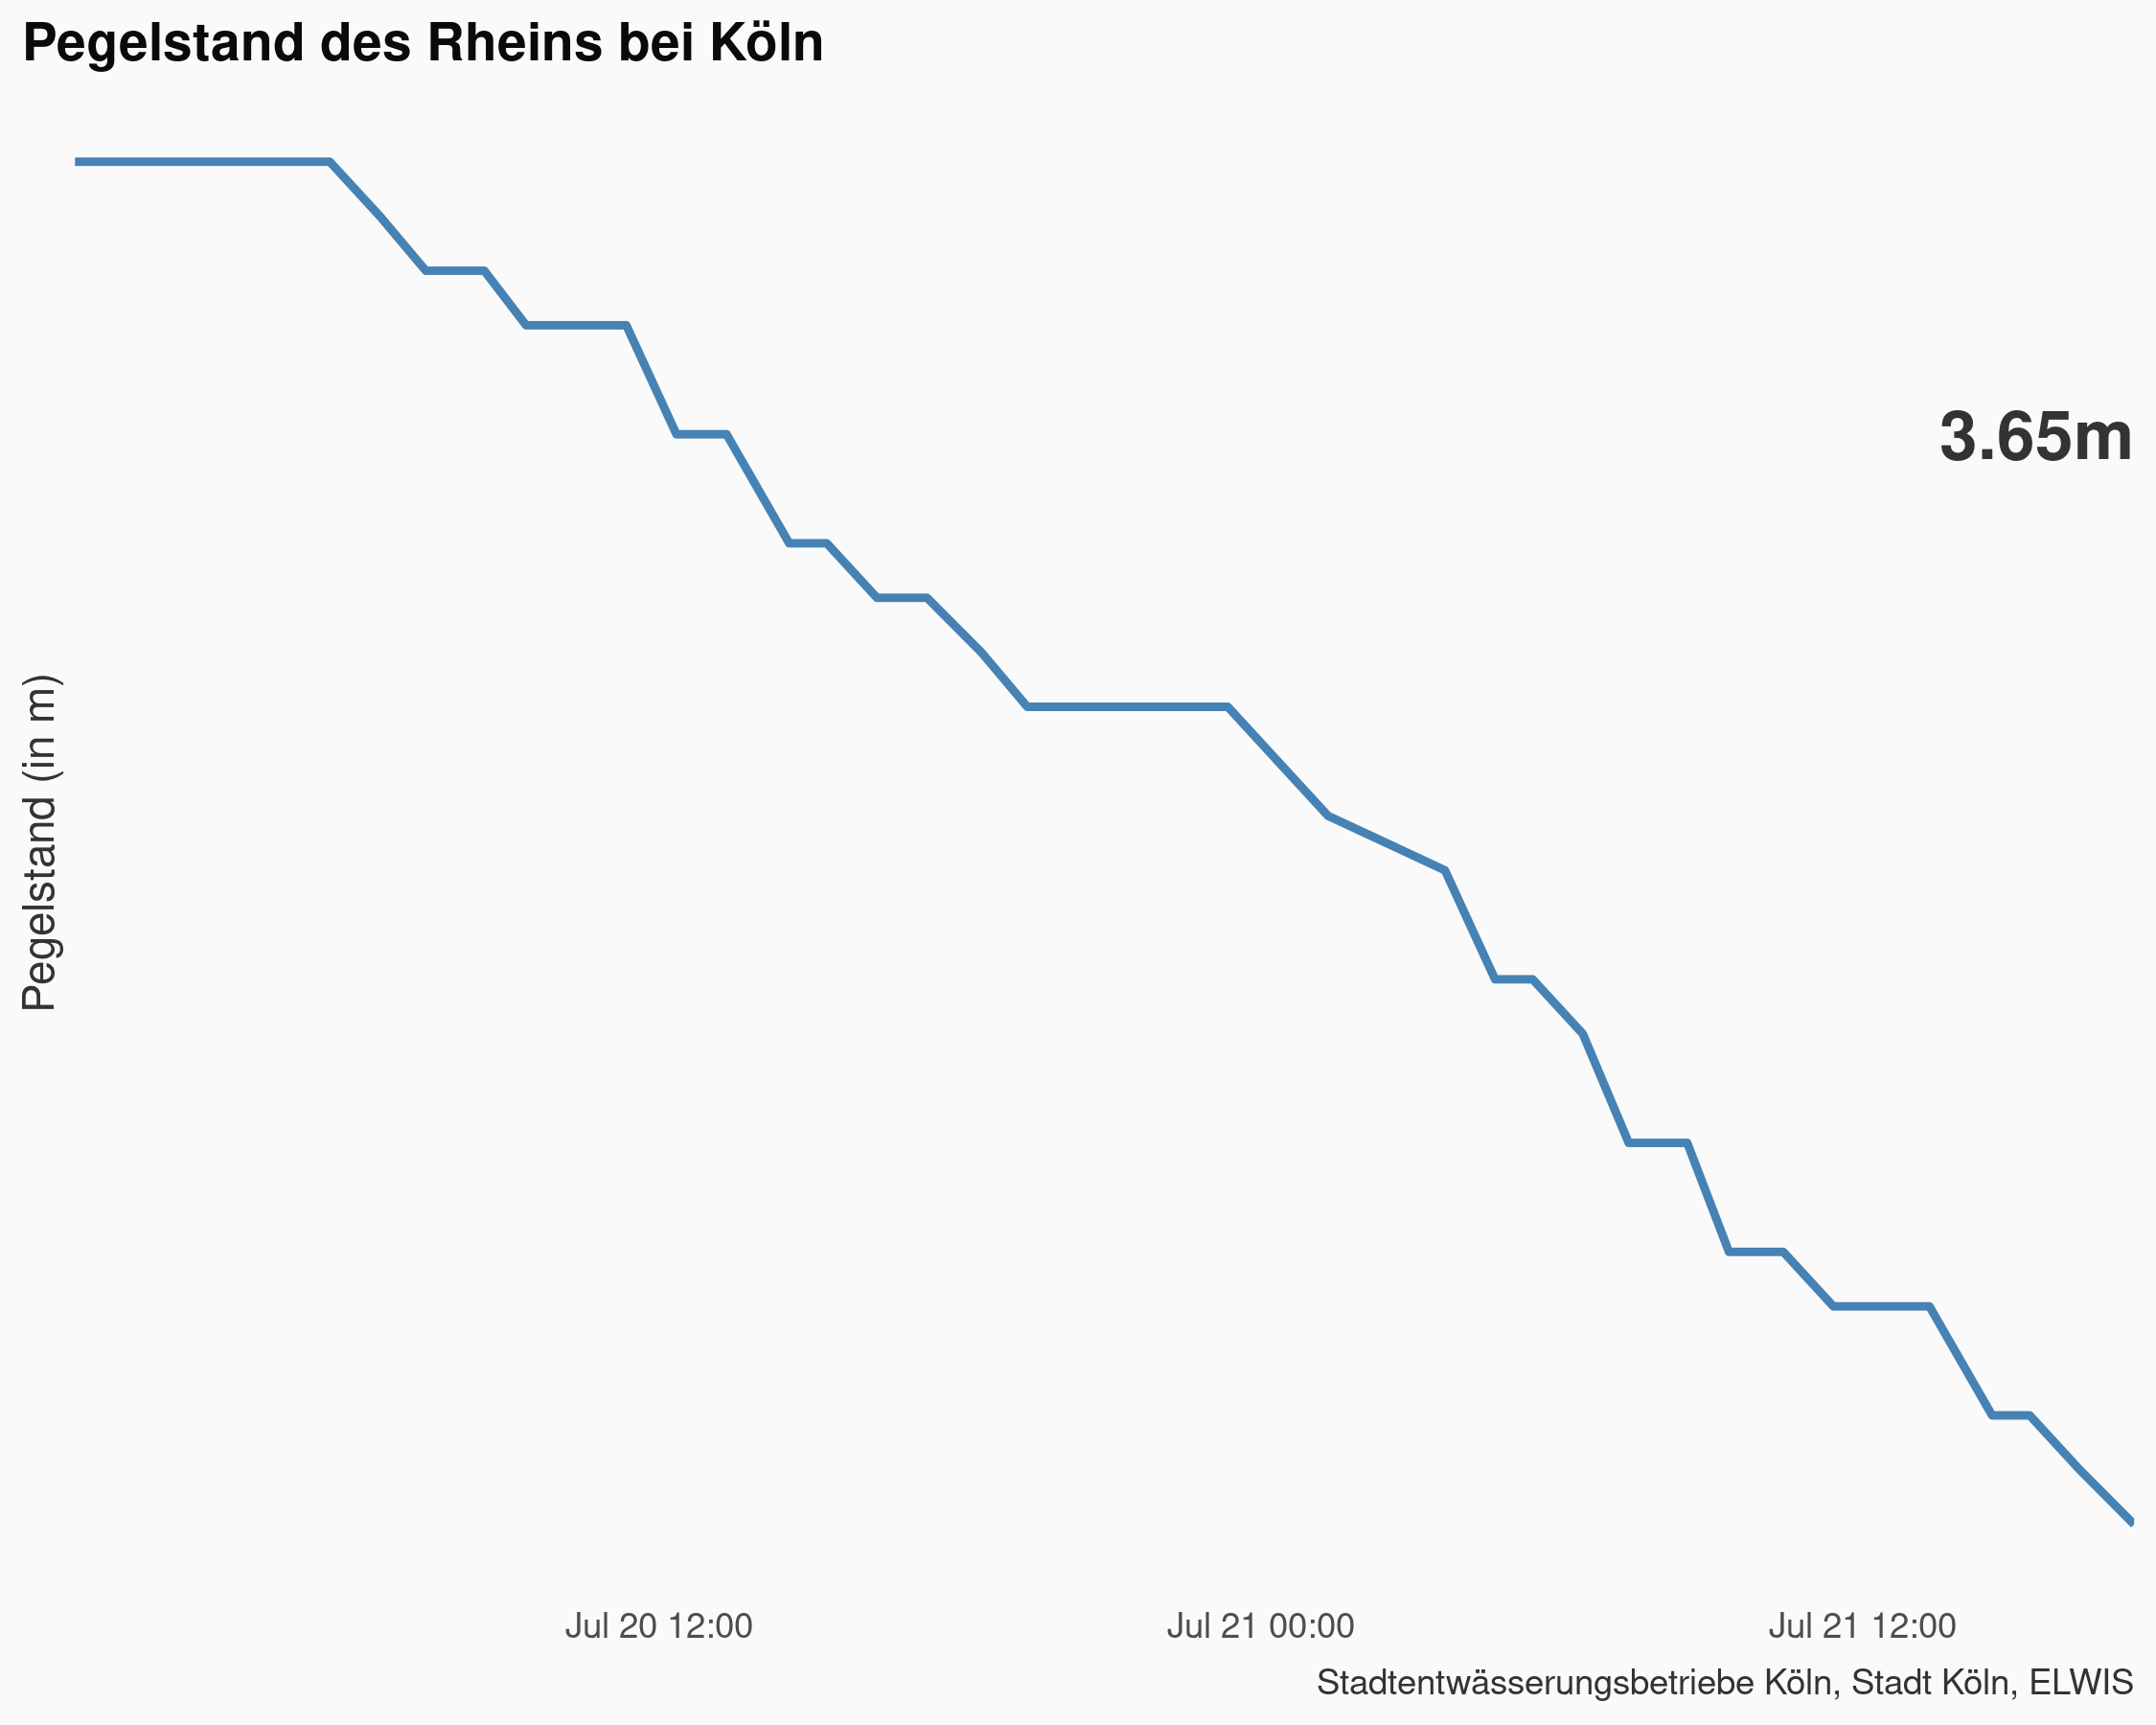 Pegelstand des Rheins bei Köln
3.65m
Pegelstand (in m)
Jul 20 12:00
Jul 21 00:00
Jul 21 12:00
Stadtentwässerungsbetriebe Köln, Stadt Köln, ELWIS